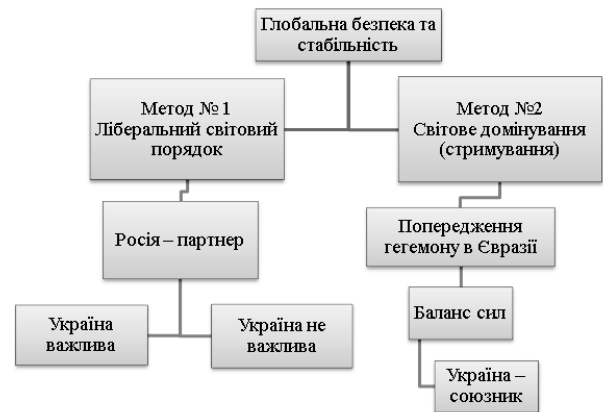 Глобальна безпека та
стабільність
Метод № 1
Ліберальний світовий
порядок
Метод №2
Світове домінування
(стримування)
Росія – партнер
Попередження
гегемону в Євразії
Україна
важлива
Україна не
важлива
Баланс сил
Україна –
союзник